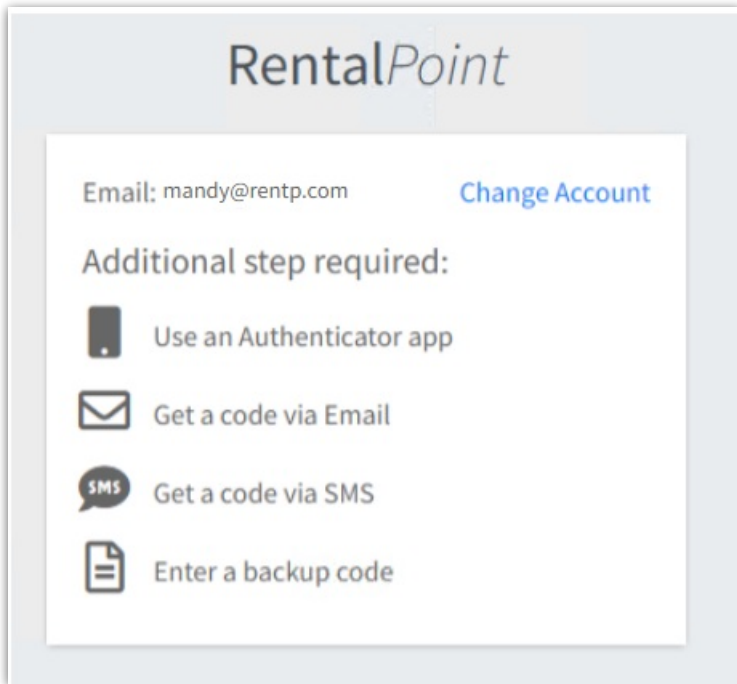 RentalPoint
Email: mandy@rentp.com Change Account
Additional step required:
Use an Authenticator app
Get a code via Email
SMS Get a code via SMS
Enter a backup code